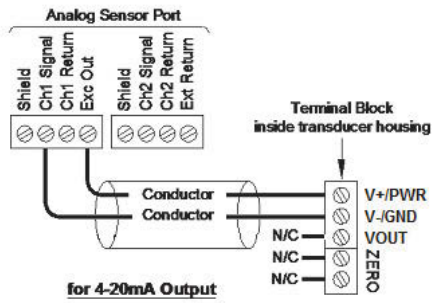 Analog Sensor Port
Shield
Ch1 Signal
Ch1 Return
Exc Out
Shield
Ch2 Signal
Ch2 Return
Ext Return
Terminal Block
inside transducer housing
Conductor
Conductor
V+/PWR
V-/GND
N/C
VOUT
N/C
N/C
ZERO
for 4-20mA Output